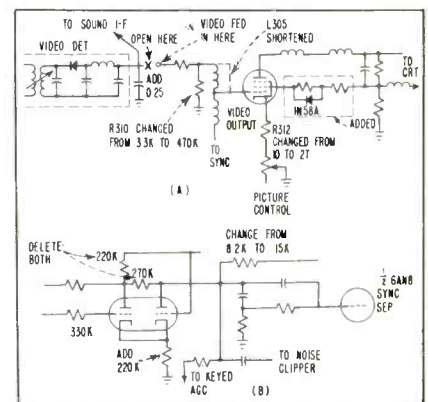 TO SOUND I-F
VIDEO DET
OPEN HERE
VIDEO FED
IN HERE
L305
SHORTENED
ADD
0.25
TO
CRT
VIDEO
OUTPUT
IN58A
ADDED
R310 CHANGED
FROM 3.3K TO 470K
TO
SYNC
R312
CHANGED FROM
10 TO 27
PICTURE
CONTROL
(A)
CHANGE FROM
8.2K TO 15K
DELETE
BOTH
220K
270K
330K
ADD
220K
1/2 6AN8
SYNC
SEP
TO NOISE
CLIPPER
TO KEYED
AGC
(B)